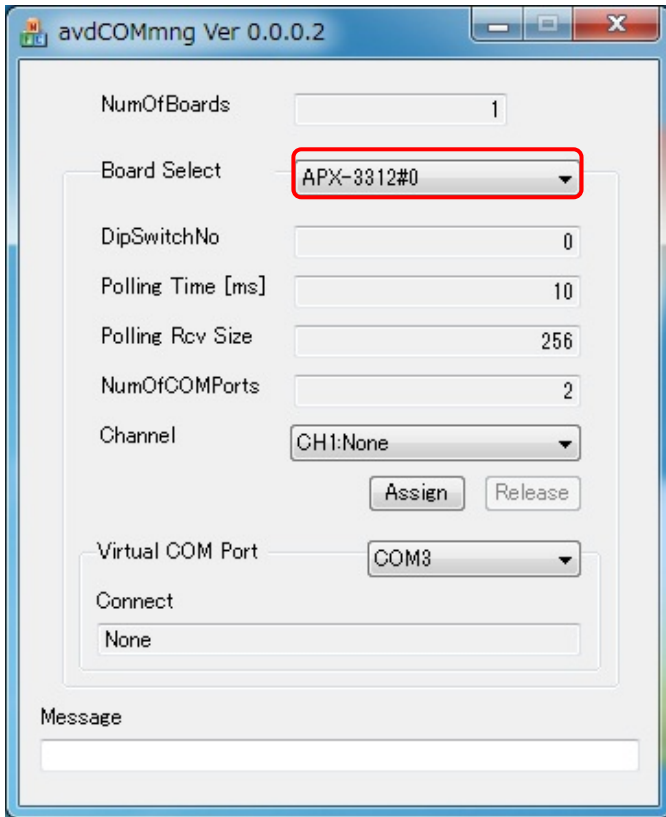 avdCOMmng Ver 0.0.0.2
NumOfBoards 1
Board Select APX-3312#0
DipSwitchNo 0
Polling Time [ms] 10
Polling Rcv Size 256
NumOfCOMPorts 2
Channel CH1:None
Assign Release
Virtual COM Port COM3
Connect
None
Message